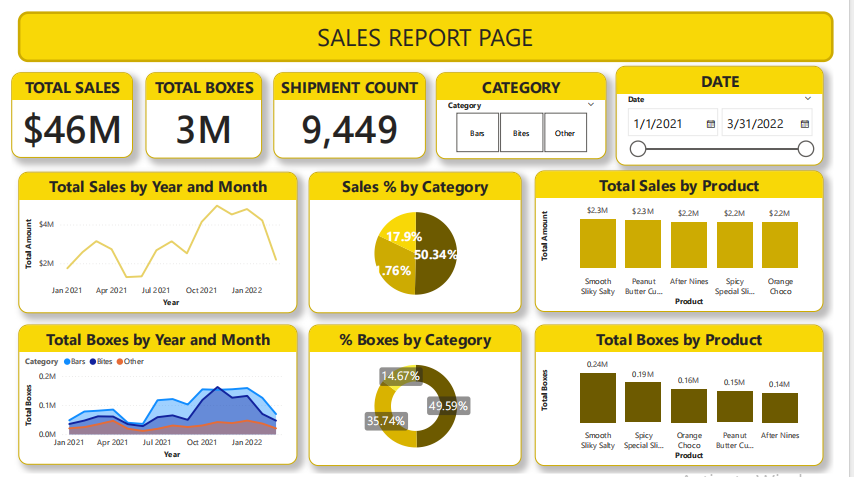 SALES REPORT PAGE
TOTAL SALES
$46M
TOTAL BOXES
3M
SHIPMENT COUNT
9,449
CATEGORY
Category
Bars
Bites
Other
DATE
Date
1/1/2021
3/31/2022
Total Sales by Year and Month
Total Amount
$4M
$2M
Jan 2021
Apr 2021
Jul 2021
Oct 2021
Jan 2022
Year
Sales % by Category
17.9%
50.34%
.76%
Total Sales by Product
Total Amount
$2.3M
$2.3M
$2.2M
$2.2M
$2.2M
Smooth
Sliky Salty
Peanut
Butter Cu...
After Nines
Spicy
Special Sli...
Orange
Choco
Product
Total Boxes by Year and Month
Category
Bars
Bites
Other
Total Boxes
0.2M
0.1M
0.0M
Jan 2021
Apr 2021
Jul 2021
Oct 2021
Jan 2022
Year
% Boxes by Category
14.67%
49.59%
35.74%
Total Boxes by Product
Total Boxes
0.24M
0.19M
0.16M
0.15M
0.14M
Smooth
Sliky Salty
Spicy
Special Sli...
Orange
Choco
Peanut
Butter Cu...
After Nines
Product